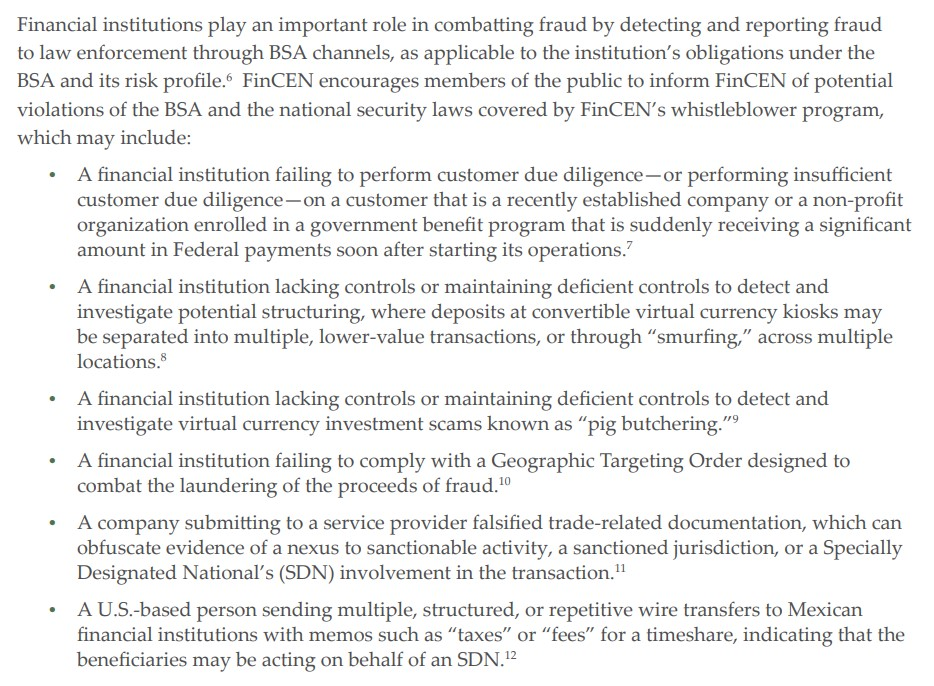 Financial institutions play an important role in combatting fraud by detecting and reporting fraud
to law enforcement through BSA channels, as applicable to the institution’s obligations under the
BSA and its risk profile.⁶ FinCEN encourages members of the public to inform FinCEN of potential
violations of the BSA and the national security laws covered by FinCEN’s whistleblower program,
which may include:
• A financial institution failing to perform customer due diligence—or performing insufficient
customer due diligence—on a customer that is a recently established company or a non-profit
organization enrolled in a government benefit program that is suddenly receiving a significant
amount in Federal payments soon after starting its operations.⁷
• A financial institution lacking controls or maintaining deficient controls to detect and
investigate potential structuring, where deposits at convertible virtual currency kiosks may
be separated into multiple, lower-value transactions, or through “smurfing,” across multiple
locations.⁸
• A financial institution lacking controls or maintaining deficient controls to detect and
investigate virtual currency investment scams known as “pig butchering.”⁹
• A financial institution failing to comply with a Geographic Targeting Order designed to
combat the laundering of the proceeds of fraud.¹⁰
• A company submitting to a service provider falsified trade-related documentation, which can
obfuscate evidence of a nexus to sanctionable activity, a sanctioned jurisdiction, or a Specially
Designated National’s (SDN) involvement in the transaction.¹¹
• A U.S.-based person sending multiple, structured, or repetitive wire transfers to Mexican
financial institutions with memos such as “taxes” or “fees” for a timeshare, indicating that the
beneficiaries may be acting on behalf of an SDN.¹²